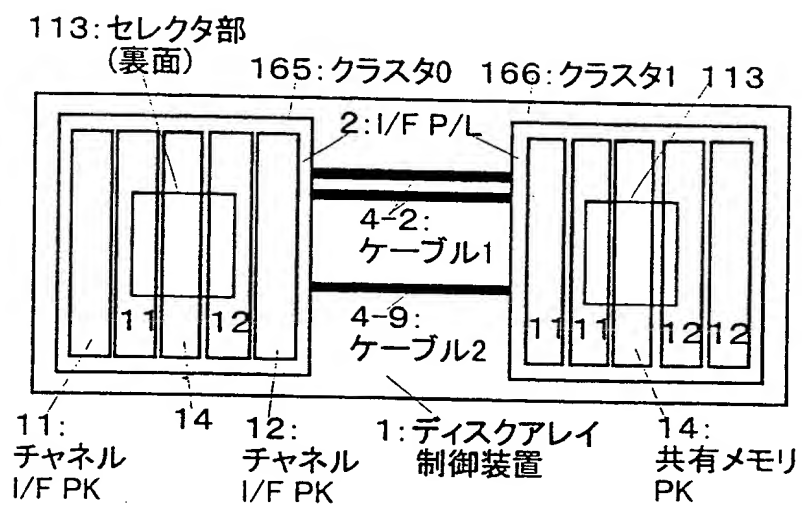 113:セレクタ部
(裏面)
165:クラスタ0
166:クラスタ1
113
2:I/F P/L
4-2:
ケーブル1
4-9:
ケーブル2
11
12
11
11
12
12
11:
チャネル
I/F PK
14
12:
チャネル
I/F PK
1:ディスクアレイ
制御装置
14:
共有メモリ
PK